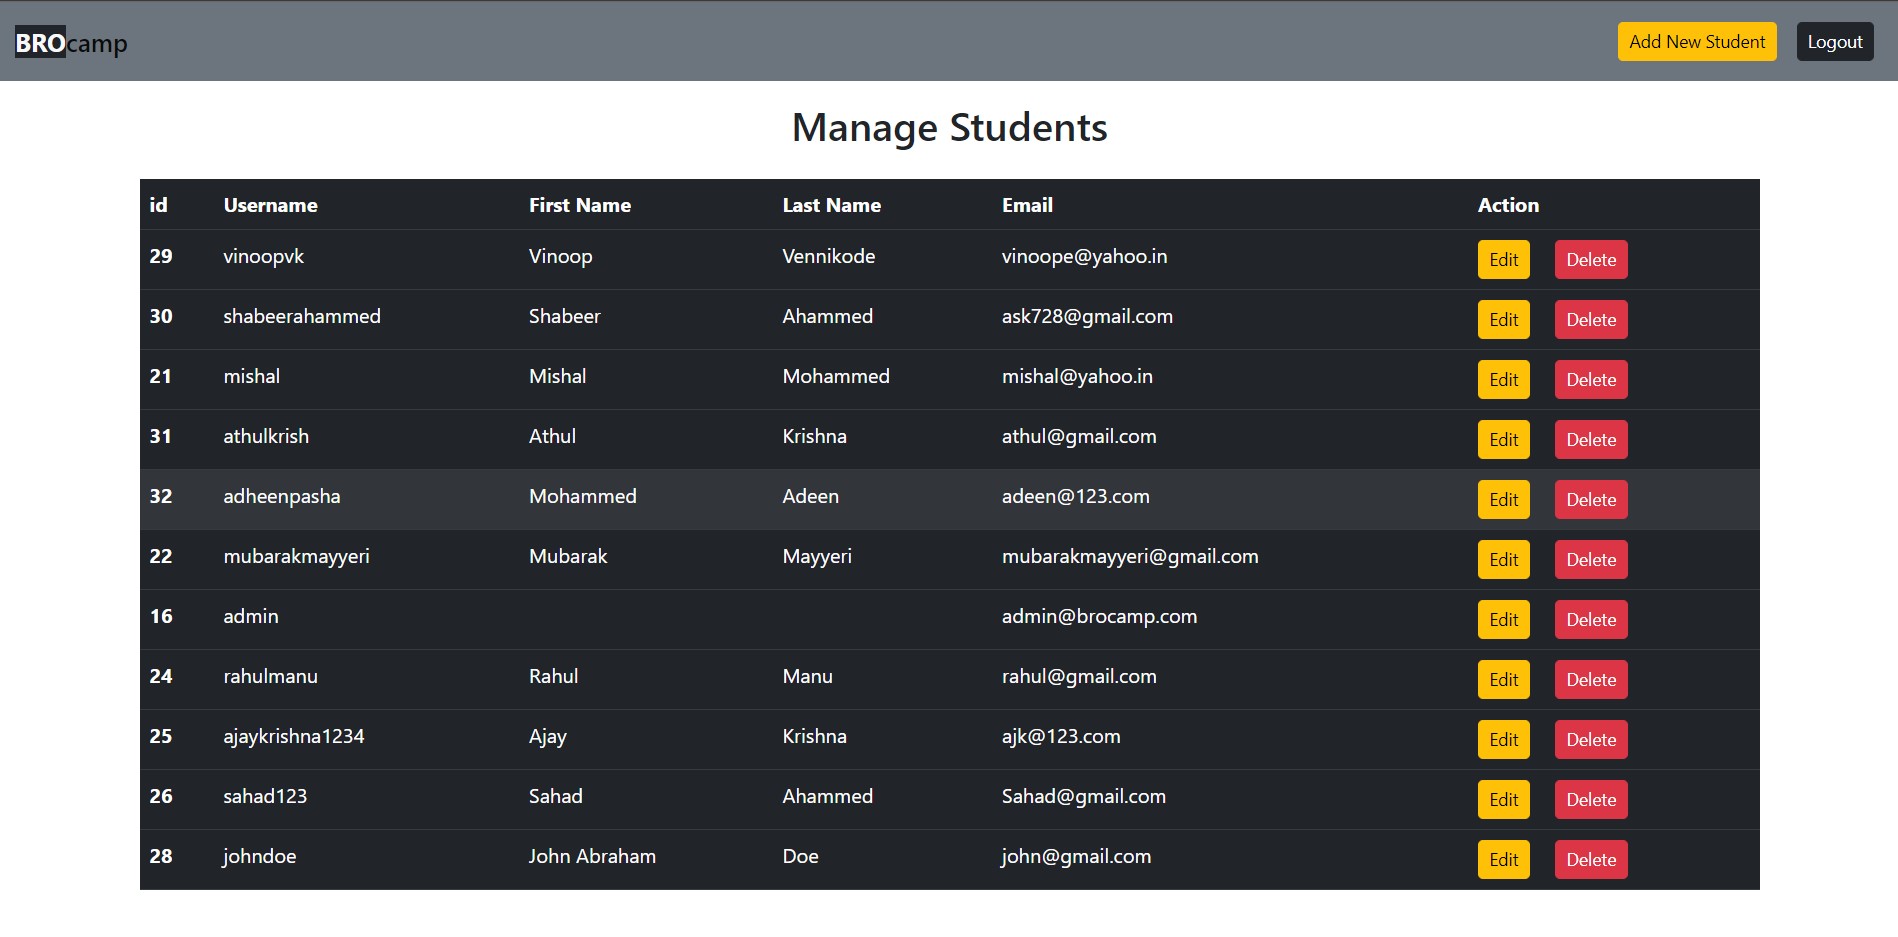 BROcamp Add New Student Logout
Manage Students
id Username First Name Last Name Email Action
29 vinoopvk Vinoop Vennikode vinoope@yahoo.in Edit Delete
30 shabeerahammed Shabeer Ahammed ask728@gmail.com Edit Delete
21 mishal Mishal Mohammed mishal@yahoo.in Edit Delete
31 athulkrish Athul Krishna athul@gmail.com Edit Delete
32 adheenpasha Mohammed Adeen adeen@123.com Edit Delete
22 mubarakmayyeri Mubarak Mayyeri mubarakmayyeri@gmail.com Edit Delete
16 admin admin@brocamp.com Edit Delete
24 rahulmanu Rahul Manu rahul@gmail.com Edit Delete
25 ajaykrishna1234 Ajay Krishna ajk@123.com Edit Delete
26 sahad123 Sahad Ahammed Sahad@gmail.com Edit Delete
28 johndoe John Abraham Doe john@gmail.com Edit Delete